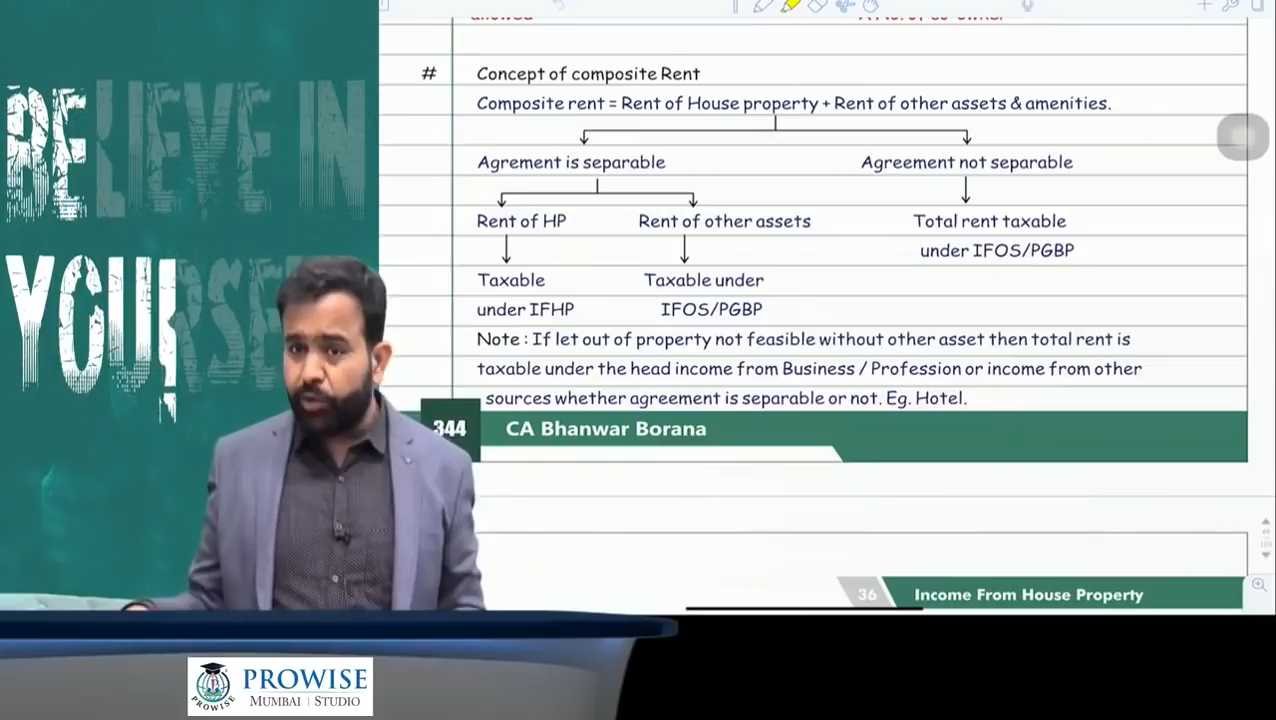 BELIEVE IN
# Concept of composite Rent
Composite rent = Rent of House property + Rent of other assets & amenities.
Agrement is separable Agreement not separable
Rent of HP Rent of other assets Total rent taxable
under IFOS/PGBP
Taxable Taxable under
under IFHP IFOS/PGBP
Note : If let out of property not feasible without other asset then total rent is
taxable under the head income from Business / Profession or income from other
sources whether agreement is separable or not. Eg. Hotel.
344 CA Bhanwar Borana
36 Income From House Property
PROWISE
PROWISE
MUMBAI | STUDIO